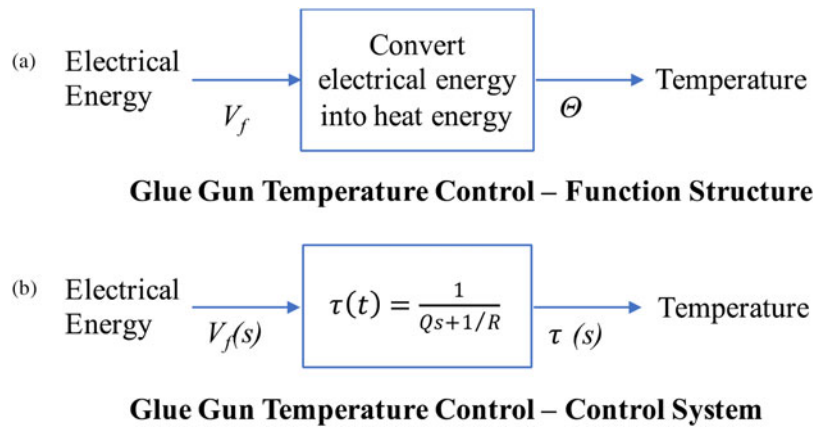 (a) Electrical Energy
V_f
Convert
electrical energy
into heat energy
Θ
Temperature
Glue Gun Temperature Control – Function Structure
(b) Electrical Energy
V_f(s)
τ(t) = 1 / (Qs+1/R)
τ (s)
Temperature
Glue Gun Temperature Control – Control System